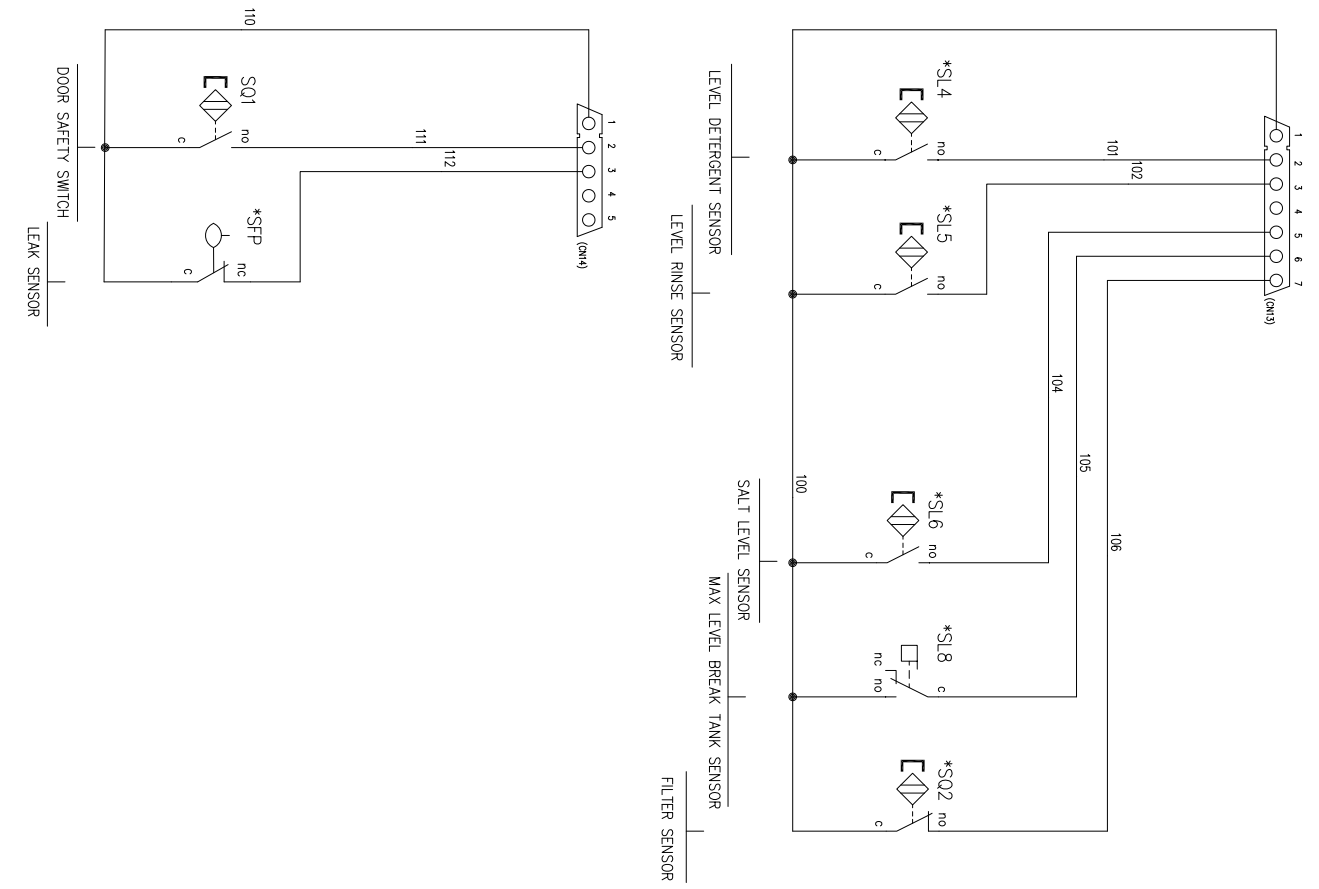 110
SQ1
no
c
111
112
1
2
3
4
5
(CN14)
DOOR SAFETY SWITCH
*SFP
nc
c
LEAK SENSOR
*SL4
no
c
101
102
1
2
3
4
5
6
7
(CN13)
LEVEL DETERGENT SENSOR
*SL5
no
c
LEVEL RINSE SENSOR
104
105
106
100
*SL6
no
c
SALT LEVEL SENSOR
*SL8
nc
no
c
MAX LEVEL BREAK TANK SENSOR
*SQ2
no
c
FILTER SENSOR